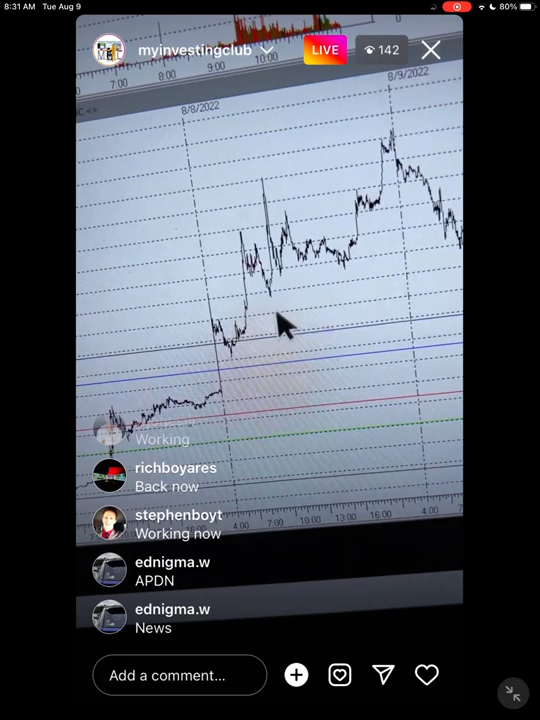 8:31 AM Tue Aug 9
80%
myinvestingclub
LIVE
142
7:00 8:00 9:00 10:00
0
8/8/2022
8/9/2022
Working
richboyares
Back now
stephenboyt
Working now
4:00 7:00 10:00 13:00 16:00 4:00
ednigma.w
APDN
ednigma.w
News
Add a comment...